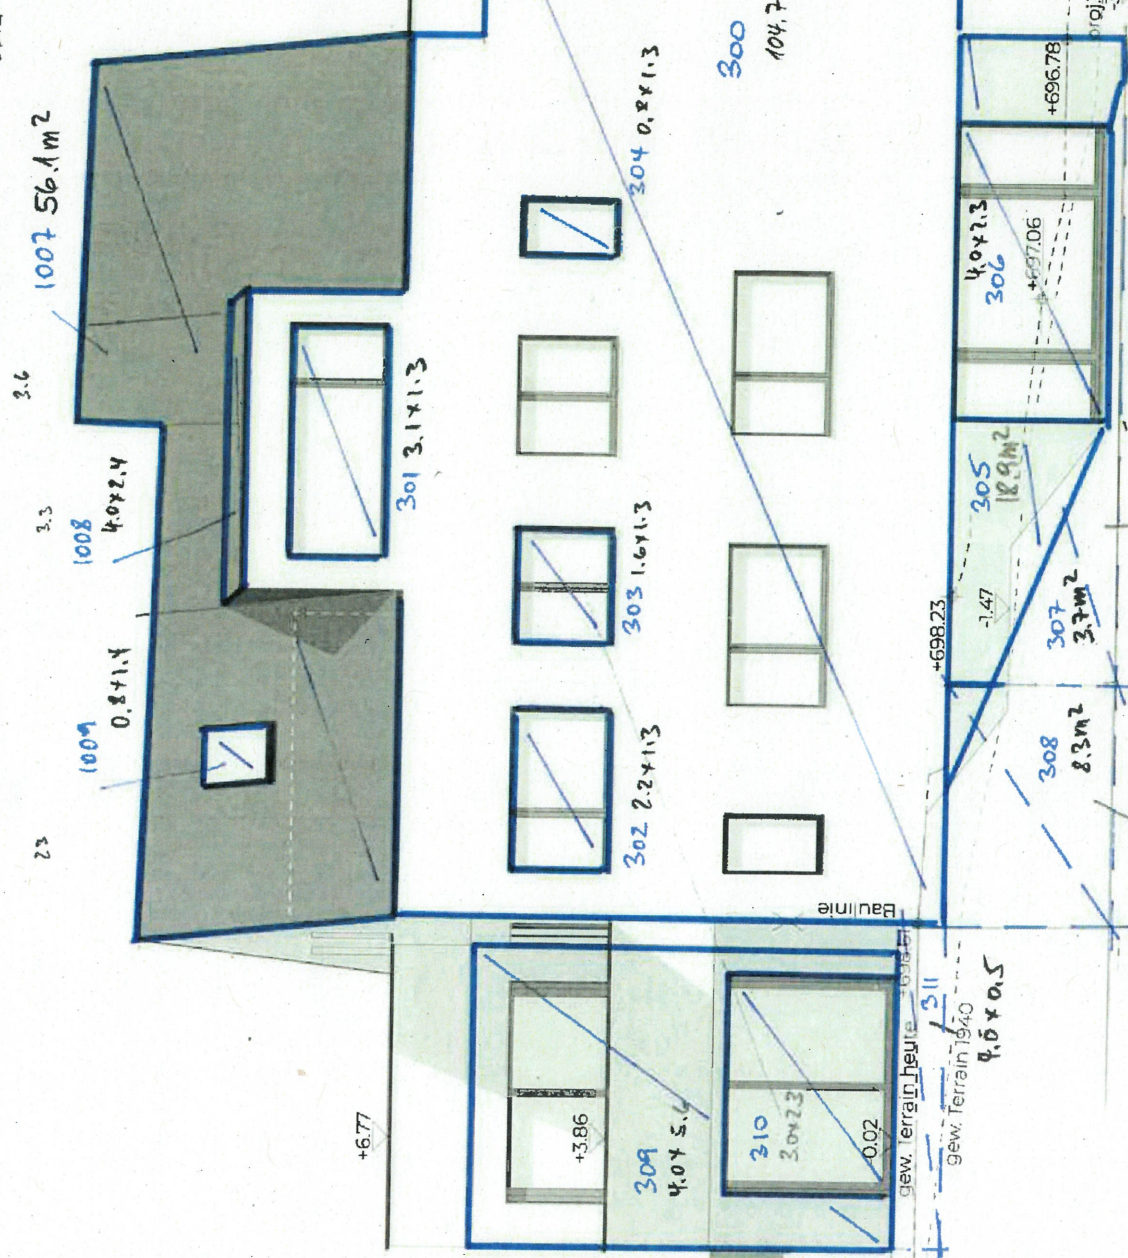 1007 56.1m²
3.6
3.3
1008
4.0x2.4
1009
0.8x1.4
23
301 3.1x1.3
304 0.8x1.3
303 1.6x1.3
302 2.2x1.3
300
104.7
+696.78
4.0x2.3
306
+697.06
305
18.9m²
-1.47
+698.23
307
3.7m²
308
8.3m²
Baulinie
+6.77
+3.86
309
4.0x5.6
310
3.0x2.3
-0.02
gew. Terrain heute
311
gew. Terrain 1940
4.0x0.5